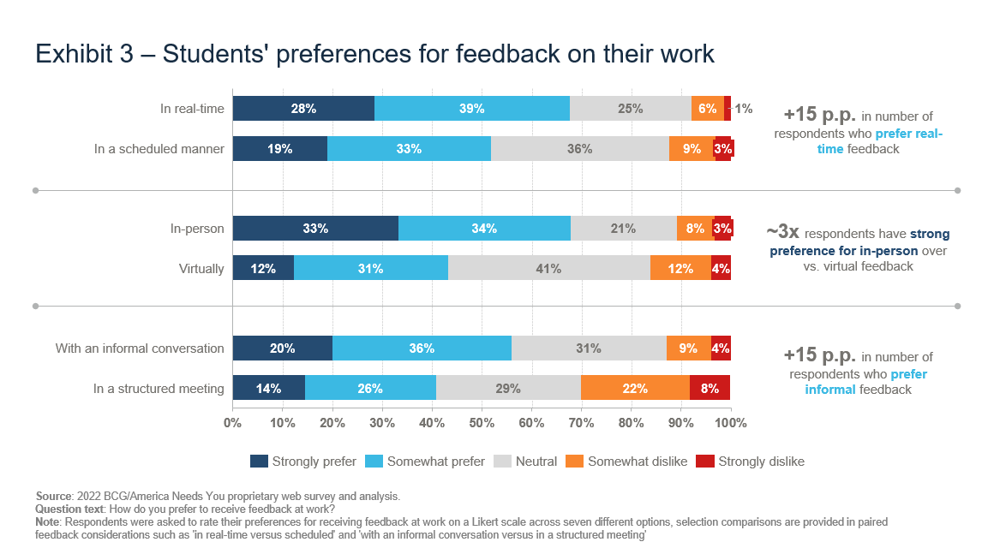 Exhibit 3 – Students' preferences for feedback on their work
In real-time
28%
39%
25%
6%
1%
In a scheduled manner
19%
33%
36%
9%
3%
+15 p.p. in number of
respondents who prefer real-
time feedback
In-person
33%
34%
21%
8%
3%
Virtually
12%
31%
41%
12%
4%
~3x respondents have strong
preference for in-person over
vs. virtual feedback
With an informal conversation
20%
36%
31%
9%
4%
In a structured meeting
14%
26%
29%
22%
8%
+15 p.p. in number of
respondents who prefer
informal feedback
0% 10% 20% 30% 40% 50% 60% 70% 80% 90% 100%
Strongly prefer Somewhat prefer Neutral Somewhat dislike Strongly dislike
Source: 2022 BCG/America Needs You proprietary web survey and analysis.
Question text: How do you prefer to receive feedback at work?
Note: Respondents were asked to rate their preferences for receiving feedback at work on a Likert scale across seven different options, selection comparisons are provided in paired
feedback considerations such as 'in real-time versus scheduled' and 'with an informal conversation versus in a structured meeting'